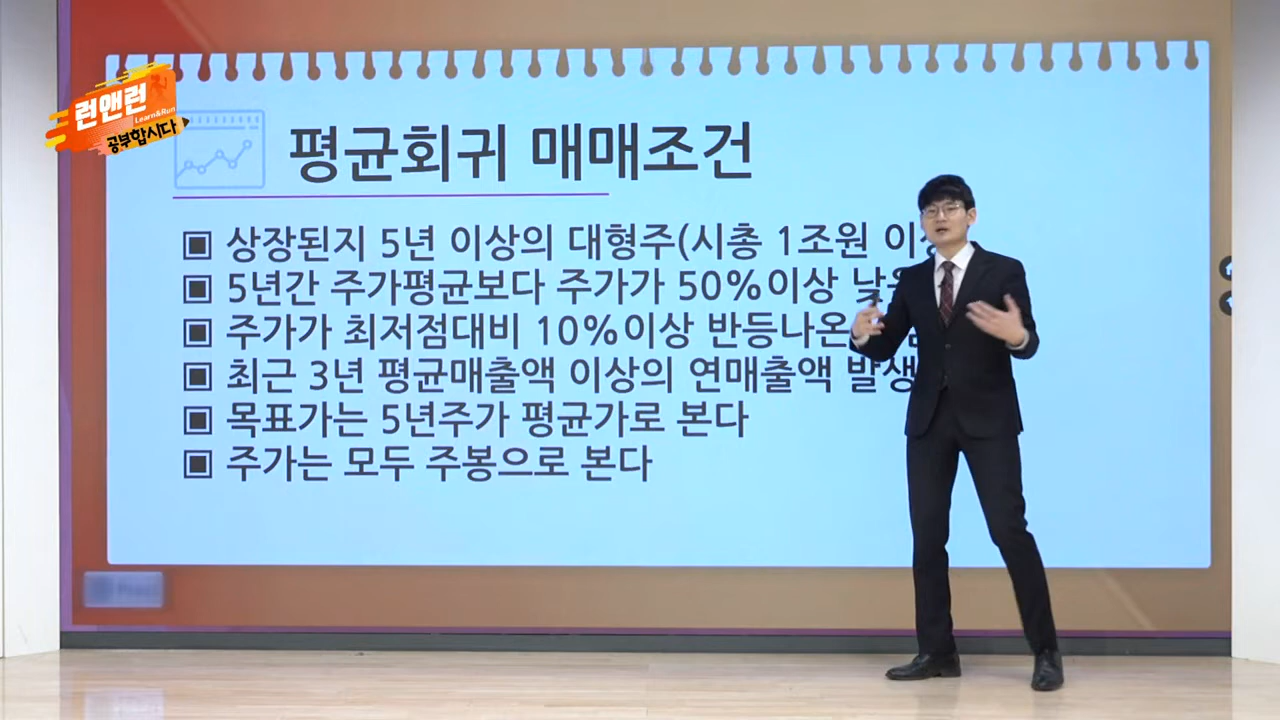 런앤런
Learn&Run
공부합시다
평균회귀 매매조건
▣ 상장된지 5년 이상의 대형주(시총 1조원
▣ 5년간 주가평균보다 주가가 50%이상
▣ 주가가 최저점대비 10%이상 반등나온
▣ 최근 3년 평균매출액 이상의 연매출액 발생
▣ 목표가는 5년주가 평균가로 본다
▣ 주가는 모두 주봉으로 본다